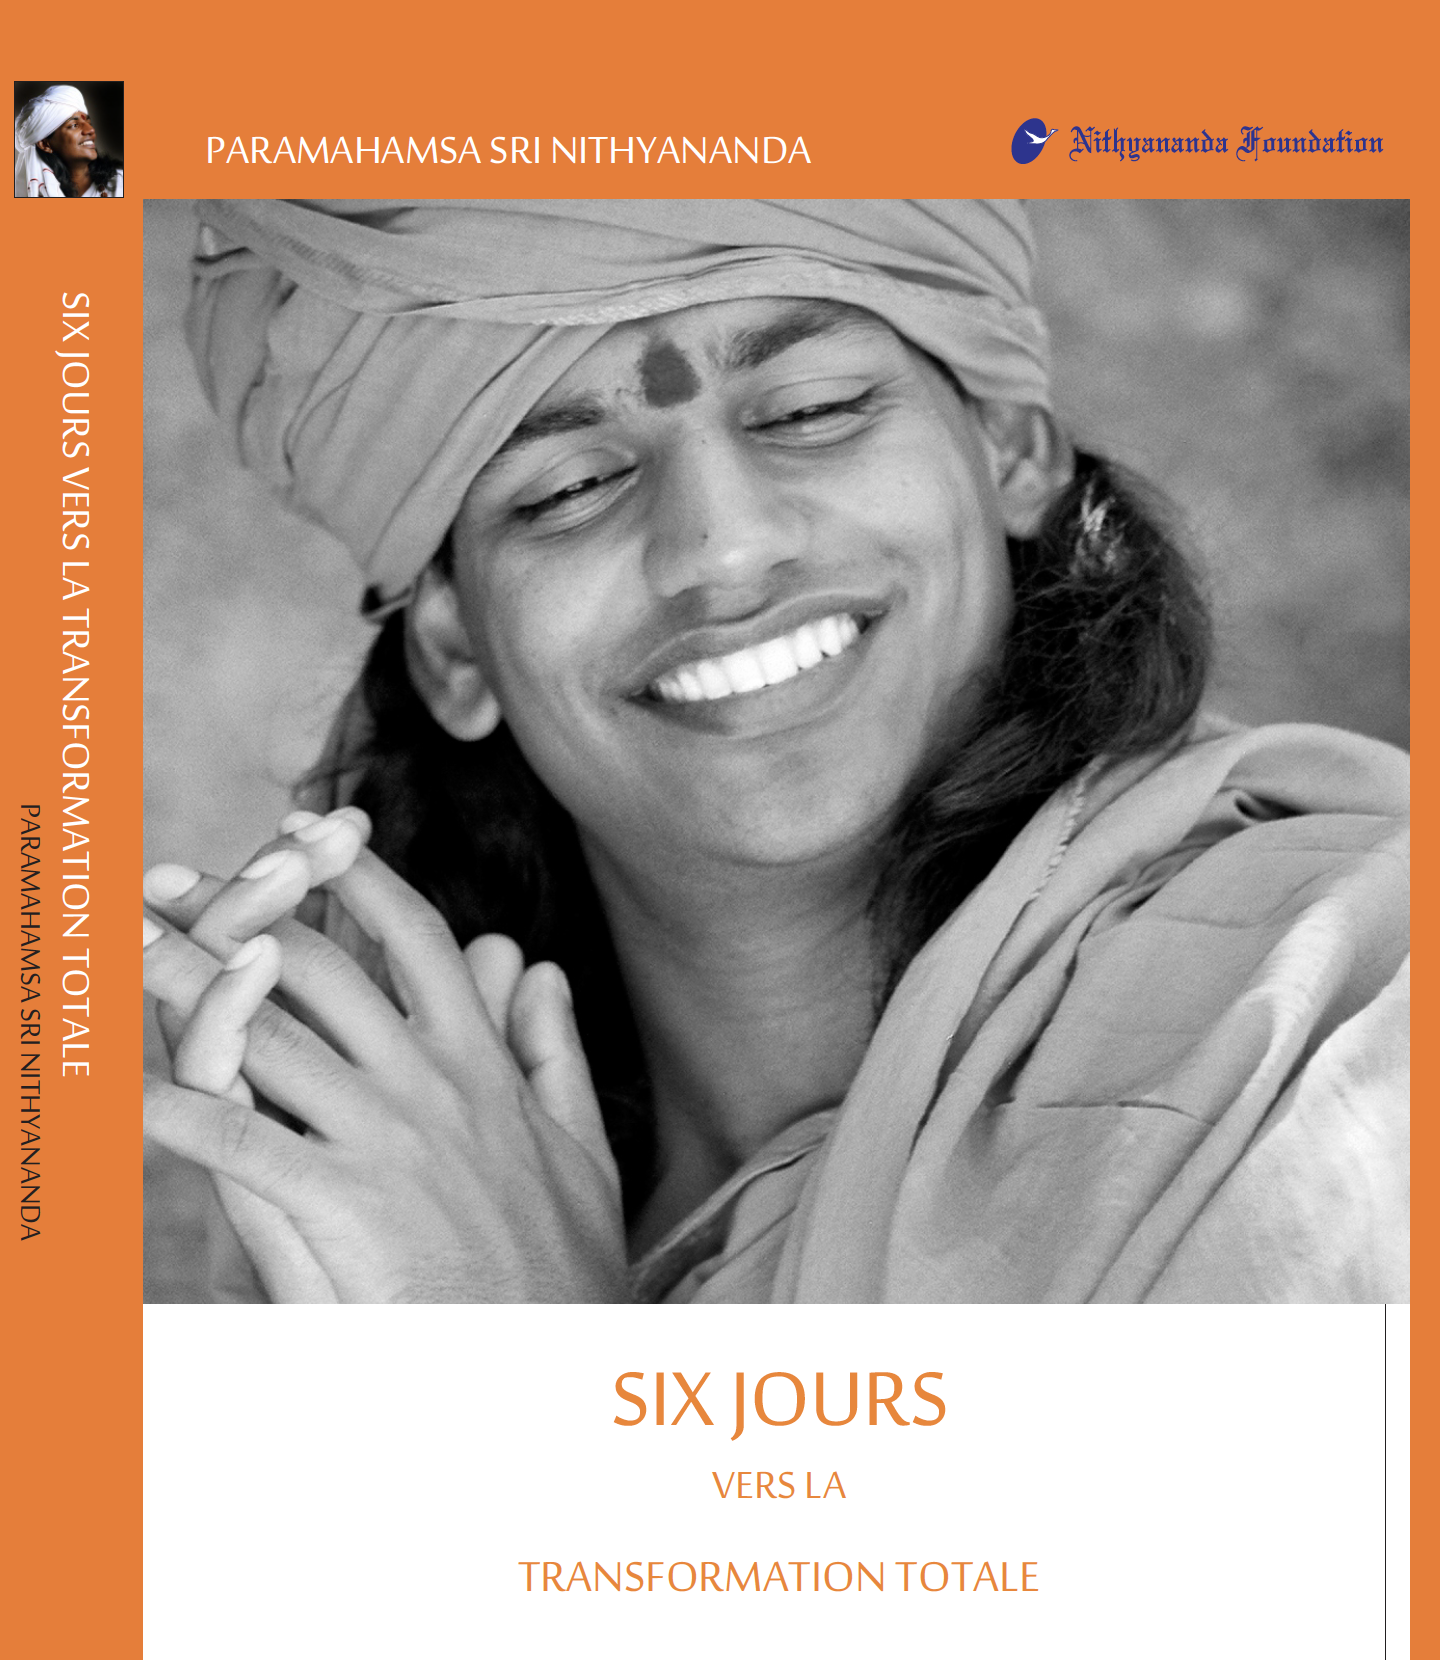 PARAMAHAMSA SRI NITHYANANDA
Nithyananda Foundation
SIX JOURS VERS LA TRANSFORMATION TOTALE
PARAMAHAMSA SRI NITHYANANDA
SIX JOURS
VERS LA
TRANSFORMATION TOTALE